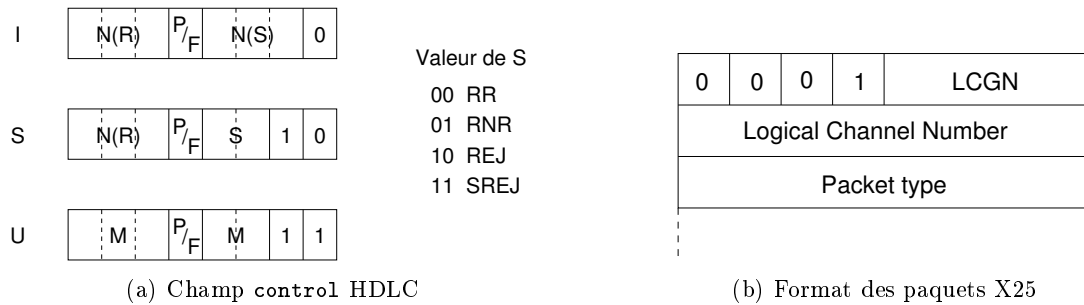 I N(R) P/F N(S) 0
S N(R) P/F S 1 0
U M P/F M 1 1
Valeur de S
00 RR
01 RNR
10 REJ
11 SREJ
(a) Champ control HDLC
0 0 0 1 LCGN
Logical Channel Number
Packet type
(b) Format des paquets X25